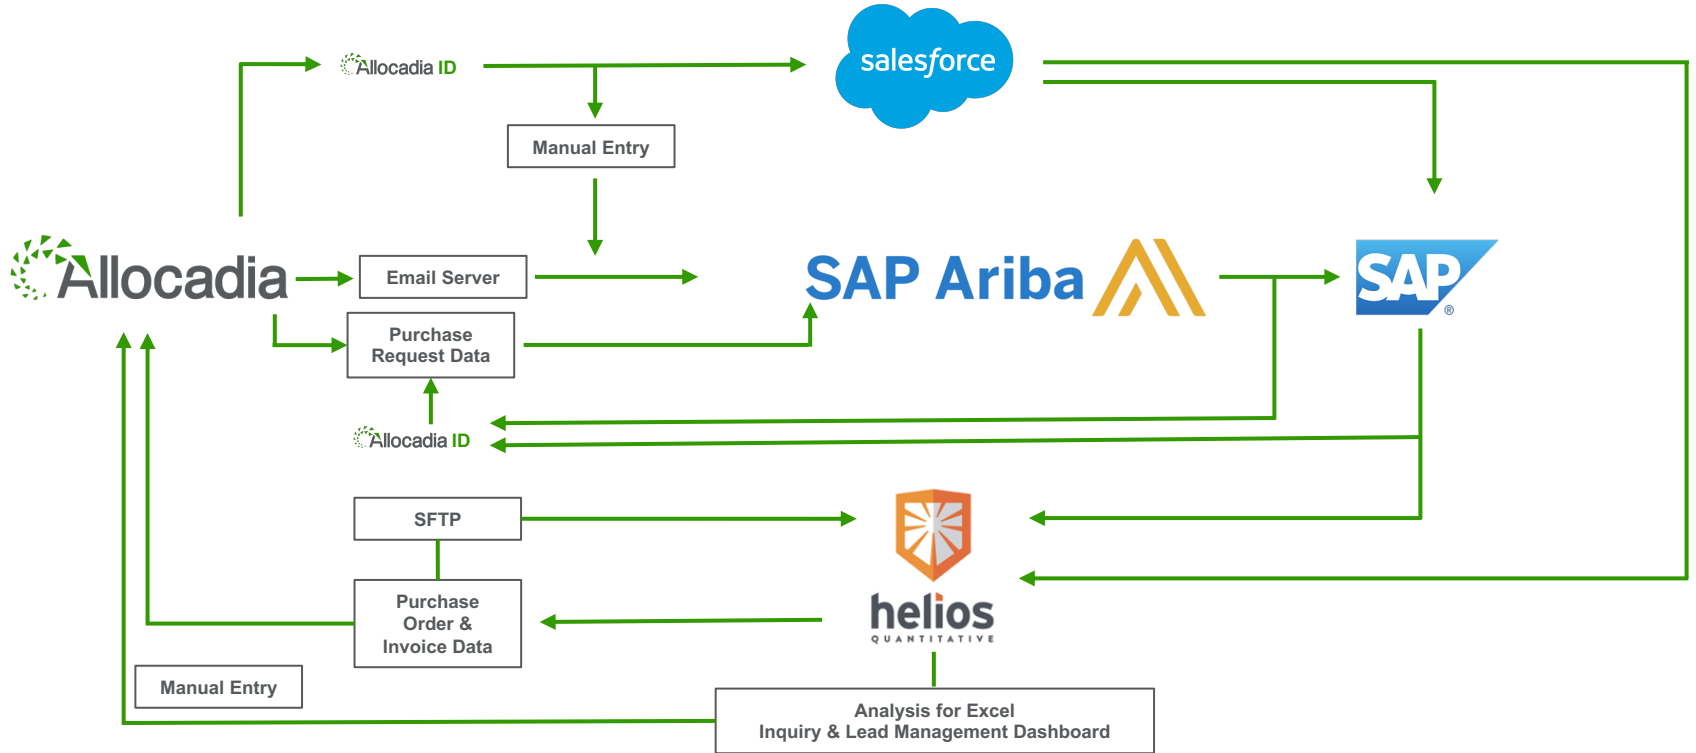 salesforce
Allocadia ID
Manual Entry
Allocadia
Email Server
SAP Ariba
SAP
®
Purchase
Request Data
Allocadia ID
SFTP
Purchase
Order &
Invoice Data
helios
QUANTITATIVE
Manual Entry
Analysis for Excel
Inquiry & Lead Management Dashboard